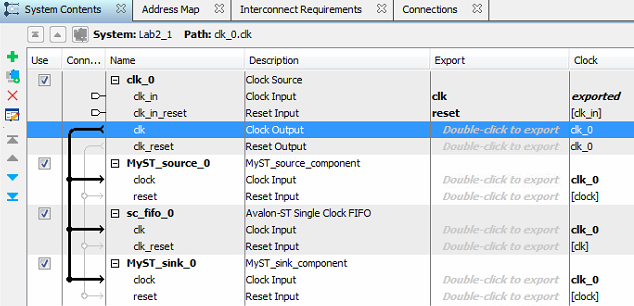 System Contents Address Map Interconnect Requirements Connections
System: Lab2_1 Path: clk_0.clk
Use Conn... Name Description Export Clock
clk_0 Clock Source
clk_in Clock Input clk exported
clk_in_reset Reset Input reset [clk_in]
clk Clock Output Double-click to export clk_0
clk_reset Reset Output Double-click to export clk_0
MyST_source_0 MyST_source_component
clock Clock Input Double-click to export clk_0
reset Reset Input Double-click to export [clock]
sc_fifo_0 Avalon-ST Single Clock FIFO
clk Clock Input Double-click to export clk_0
clk_reset Reset Input Double-click to export [clk]
MyST_sink_0 MyST_sink_component
clock Clock Input Double-click to export clk_0
reset Reset Input Double-click to export [clock]